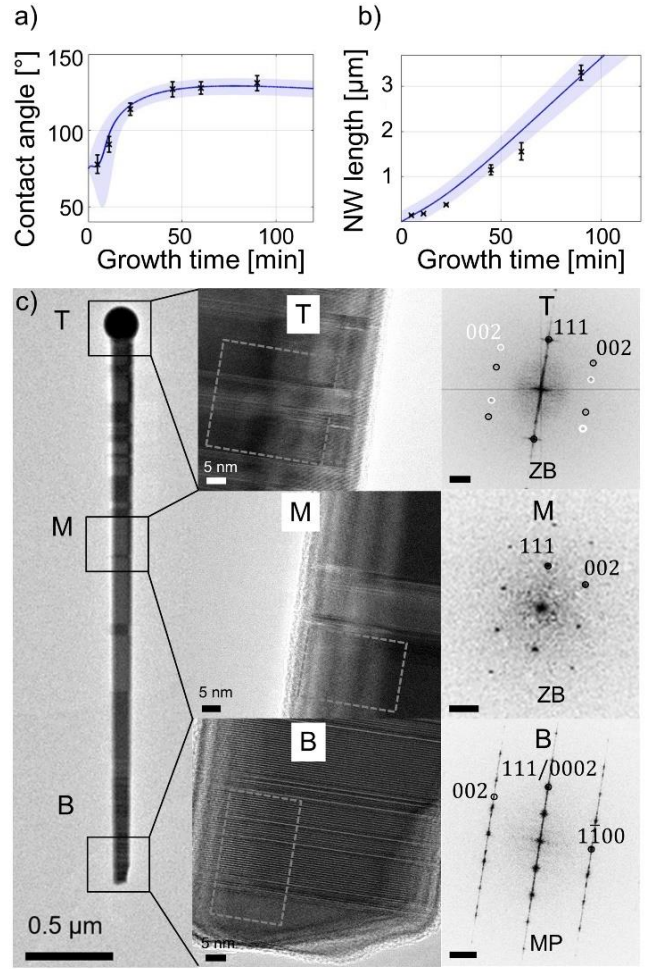 a)
150
100
50
Contact angle [°]
0
50
100
Growth time [min]
b)
3
2
1
NW length [µm]
0
50
100
Growth time [min]
c)
T
M
B
0.5 µm
T
5 nm
M
5 nm
B
5 nm
T
002
111
002
ZB
M
111
002
ZB
B
111/0002
002
11̅00
MP